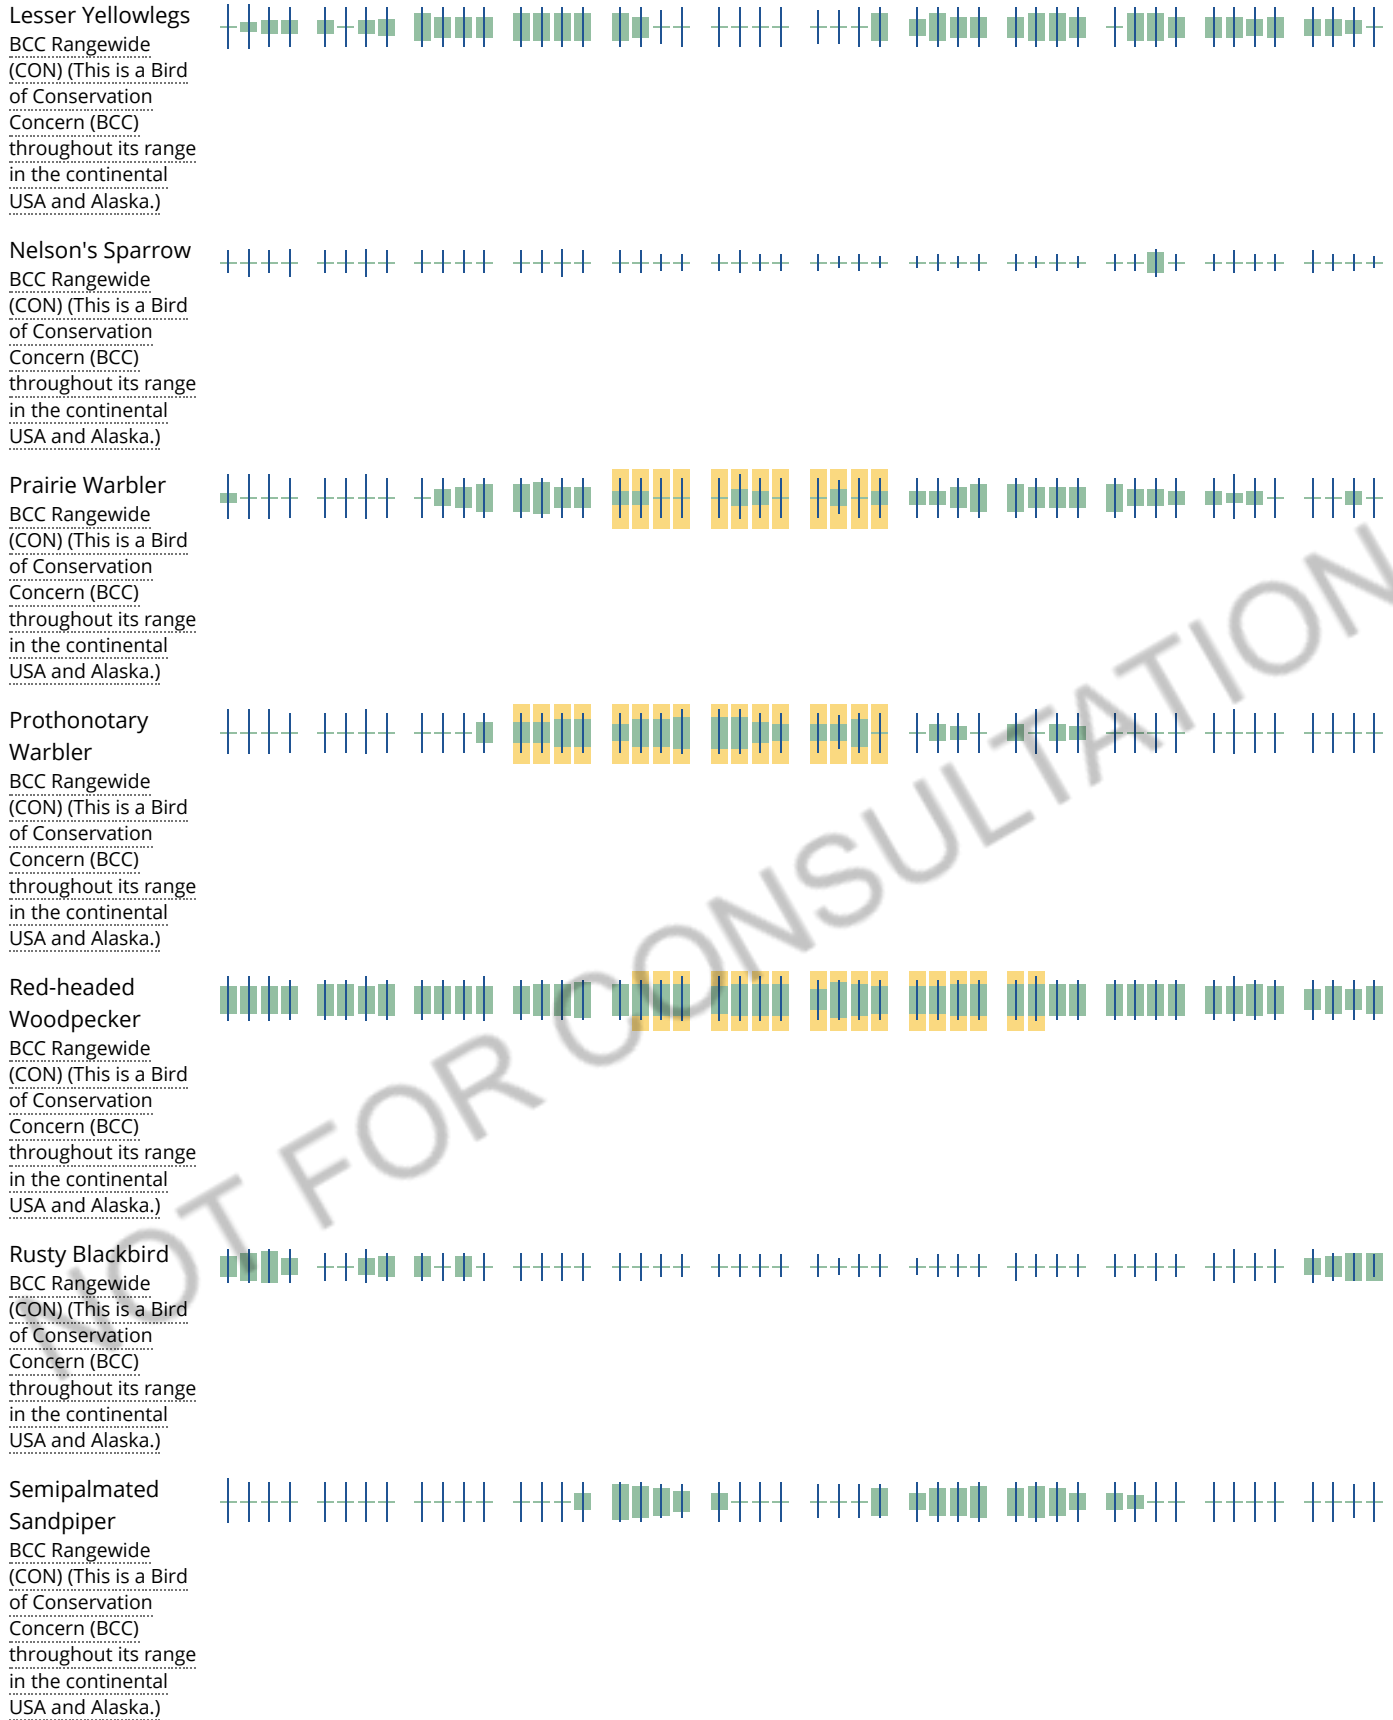 Lesser Yellowlegs
BCC Rangewide
(CON) (This is a Bird
of Conservation
Concern (BCC)
throughout its range
in the continental
USA and Alaska.)
Nelson's Sparrow
BCC Rangewide
(CON) (This is a Bird
of Conservation
Concern (BCC)
throughout its range
in the continental
USA and Alaska.)
Prairie Warbler
BCC Rangewide
(CON) (This is a Bird
of Conservation
Concern (BCC)
throughout its range
in the continental
USA and Alaska.)
Prothonotary
Warbler
BCC Rangewide
(CON) (This is a Bird
of Conservation
Concern (BCC)
throughout its range
in the continental
USA and Alaska.)
Red-headed
Woodpecker
BCC Rangewide
(CON) (This is a Bird
of Conservation
Concern (BCC)
throughout its range
in the continental
USA and Alaska.)
Rusty Blackbird
BCC Rangewide
(CON) (This is a Bird
of Conservation
Concern (BCC)
throughout its range
in the continental
USA and Alaska.)
Semipalmated
Sandpiper
BCC Rangewide
(CON) (This is a Bird
of Conservation
Concern (BCC)
throughout its range
in the continental
USA and Alaska.)
NOT FOR CONSULTATION